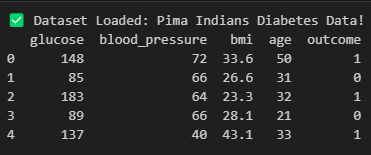 ✅ Dataset Loaded: Pima Indians Diabetes Data!
   glucose  blood_pressure   bmi  age  outcome
0      148              72  33.6   50        1
1       85              66  26.6   31        0
2      183              64  23.3   32        1
3       89              66  28.1   21        0
4      137              40  43.1   33        1